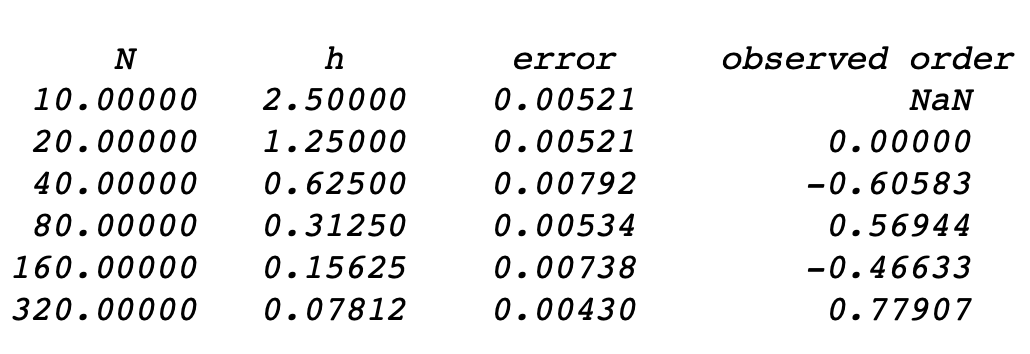 N h error observed order
10.00000 2.50000 0.00521 NaN
20.00000 1.25000 0.00521 0.00000
40.00000 0.62500 0.00792 -0.60583
80.00000 0.31250 0.00534 0.56944
160.00000 0.15625 0.00738 -0.46633
320.00000 0.07812 0.00430 0.77907